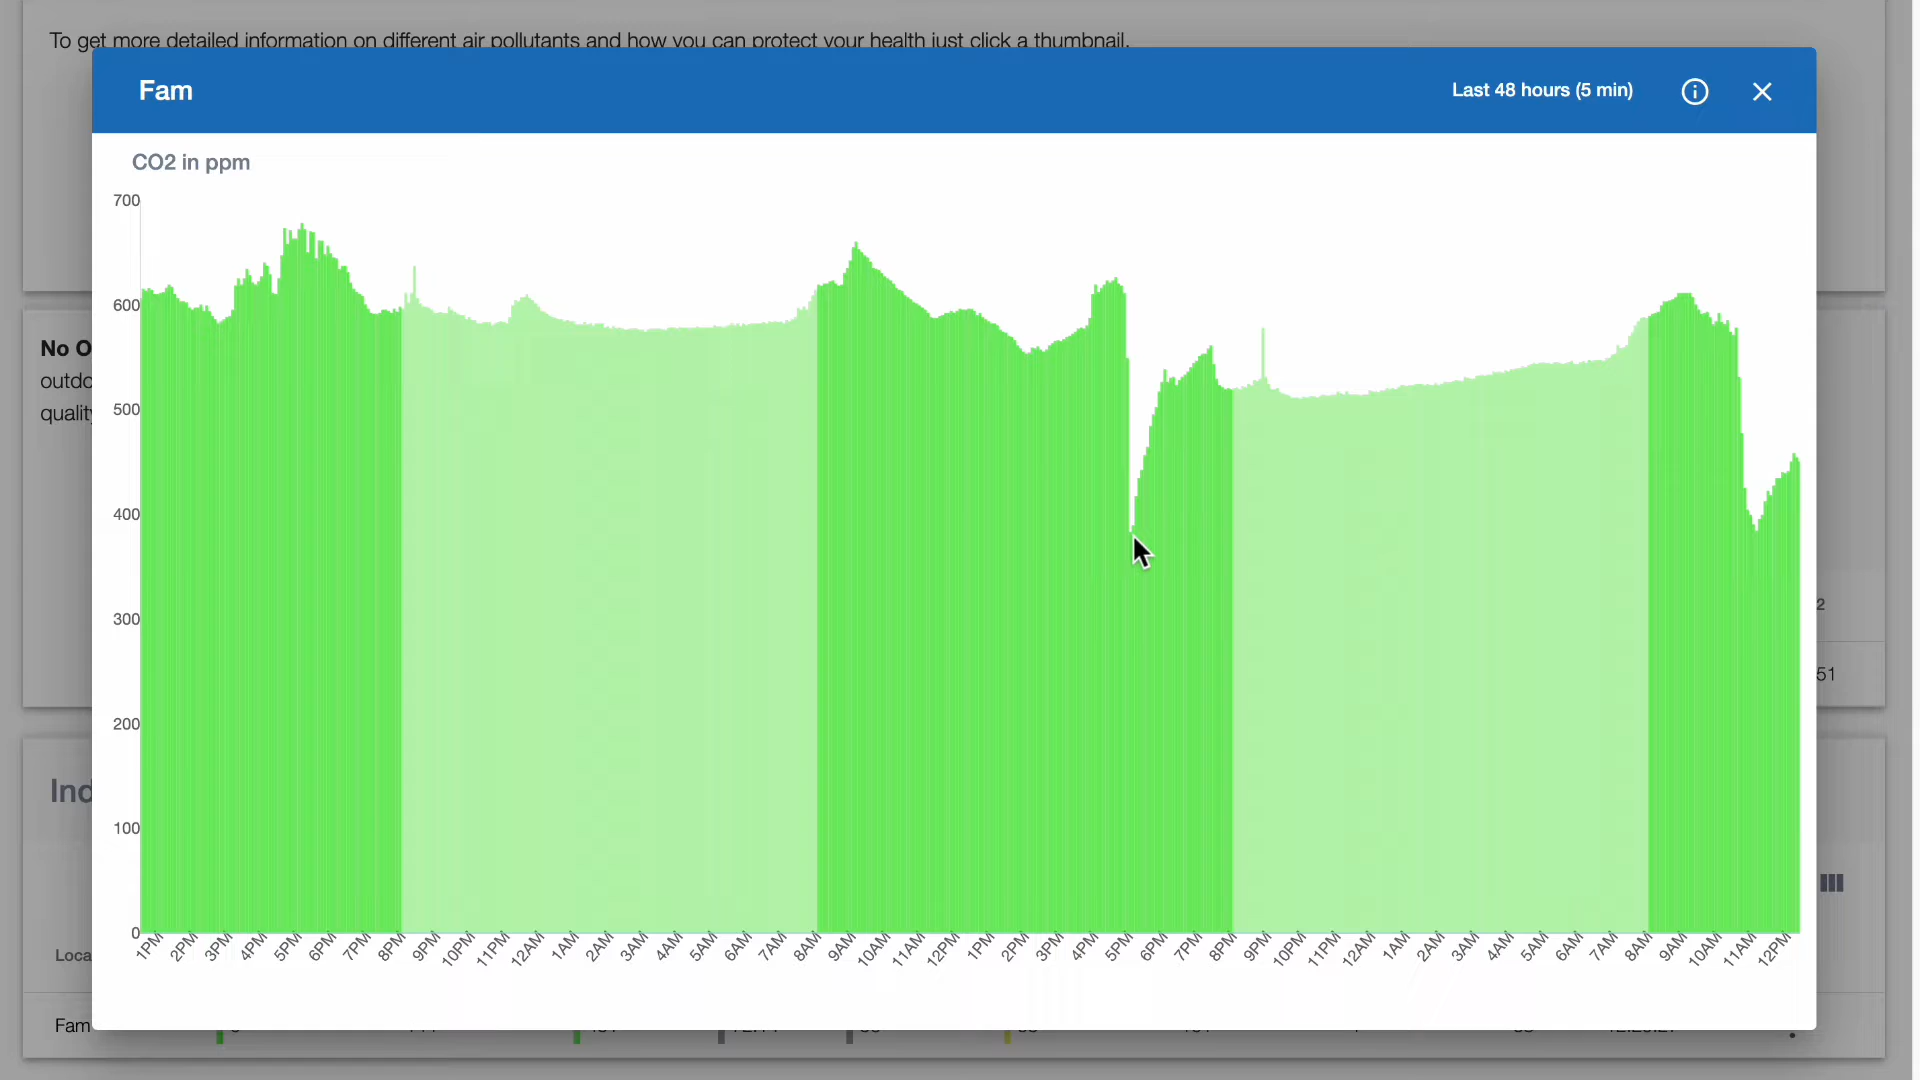 To get more detailed information on different air pollutants and how you can protect your health just click a thumbnail.
Fam
Last 48 hours (5 min)
CO2 in ppm
700
600
500
400
300
200
100
0
1PM 2PM 3PM 4PM 5PM 6PM 7PM 8PM 9PM 10PM 11PM 12AM 1AM 2AM 3AM 4AM 5AM 6AM 7AM 8AM 9AM 10AM 11AM 12PM 1PM 2PM 3PM 4PM 5PM 6PM 7PM 8PM 9PM 10PM 11PM 12AM 1AM 2AM 3AM 4AM 5AM 6AM 7AM 8AM 9AM 10AM 11AM 12PM
No O
outdo
quality
2
51
Ind
Loca
Fam